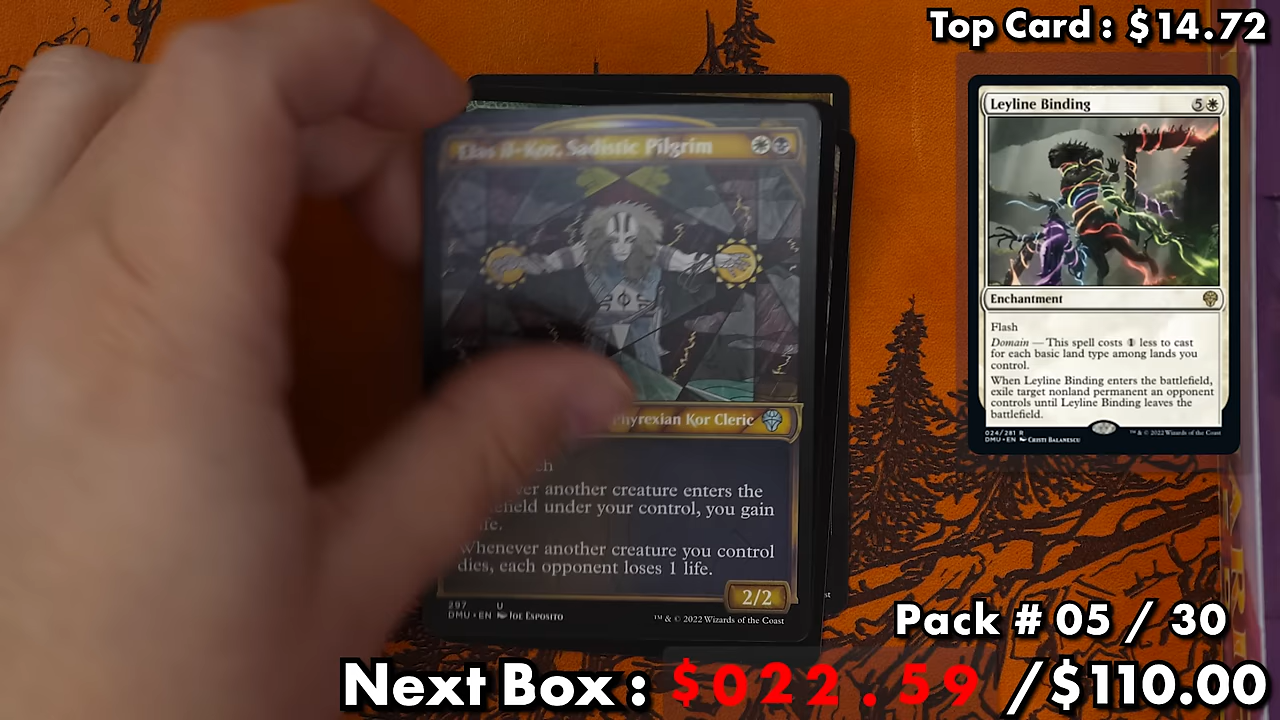 Top Card : $14.72
Leyline Binding 5
Enchantment
Flash
Domain — This spell costs 1 less to cast
for each basic land type among lands you
control.
When Leyline Binding enters the battlefield,
exile target nonland permanent an opponent
controls until Leyline Binding leaves the
battlefield.
024/281 R
DMU • EN Cristi Balanescu
™ & © 2022 Wizards of the Coast
Elas il-Kor, Sadistic Pilgrim
Phyrexian Kor Cleric
another creature enters the
under your control, you gain
Whenever another creature you control
dies, each opponent loses 1 life.
2/2
297 U
DMU • EN Joe Esposito
™ & © 2022 Wizards of the Coast
Pack # 05 / 30
Next Box : $022.59 /$110.00